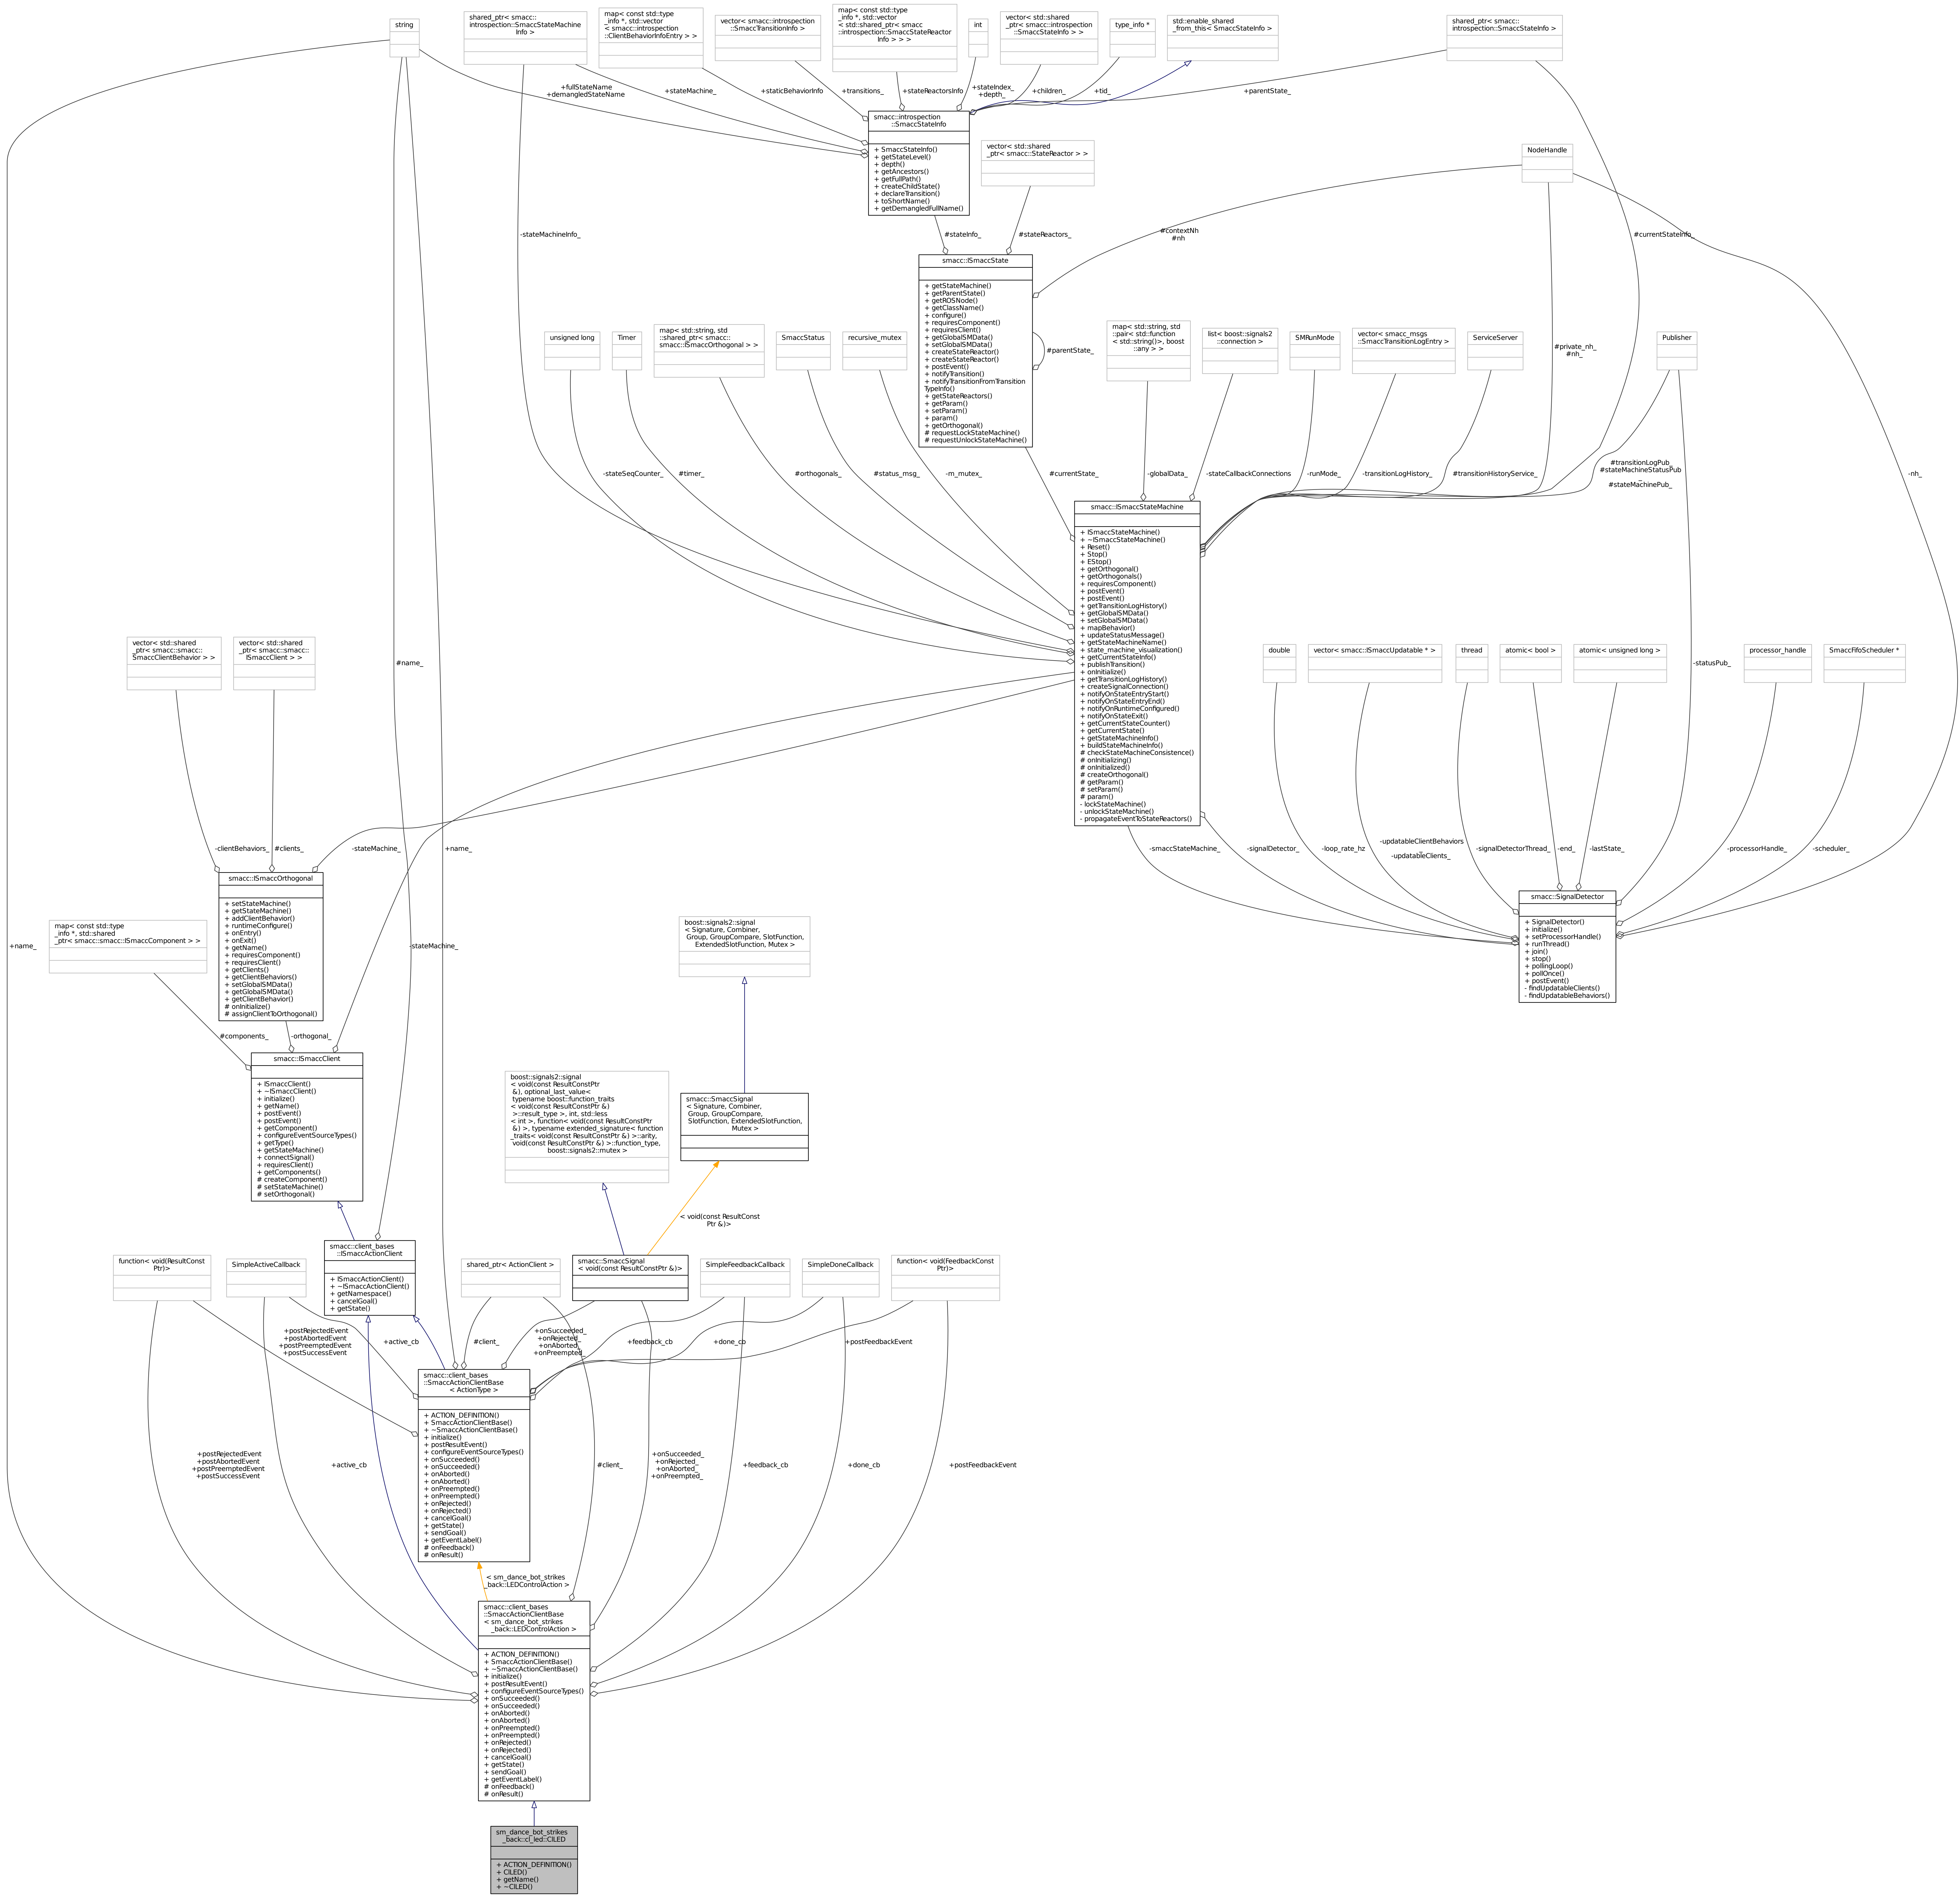 string
shared_ptr< smacc::
introspection::SmaccStateMachine
Info >
map< const std::type
_info *, std::vector
< smacc::introspection
::ClientBehaviorInfoEntry > >
vector< smacc::introspection
::SmaccTransitionInfo >
map< const std::type
_info *, std::vector
< std::shared_ptr< smacc
::introspection::SmaccStateReactor
Info > > >
int
vector< std::shared
_ptr< smacc::introspection
::SmaccStateInfo > >
type_info *
std::enable_shared
_from_this< SmaccStateInfo >
shared_ptr< smacc::
introspection::SmaccStateInfo >
+fullStateName
+demangledStateName
+stateMachine_
+staticBehaviorInfo
+transitions_
+stateReactorsInfo
+stateIndex_
+depth_
+children_
+tid_
+parentState_
smacc::introspection
::SmaccStateInfo
+ SmaccStateInfo()
+ getStateLevel()
+ depth()
+ getAncestors()
+ getFullPath()
+ createChildState()
+ declareTransition()
+ toShortName()
+ getDemangledFullName()
vector< std::shared
_ptr< smacc::StateReactor > >
NodeHandle
-stateMachineInfo_
#stateInfo_
#stateReactors_
#contextNh
#nh
#currentStateInfo_
smacc::ISmaccState
+ getStateMachine()
+ getParentState()
+ getROSNode()
+ getClassName()
+ configure()
+ requiresComponent()
+ requiresClient()
+ getGlobalSMData()
+ setGlobalSMData()
+ createStateReactor()
+ createStateReactor()
+ postEvent()
+ notifyTransition()
+ notifyTransitionFromTransition
TypeInfo()
+ getStateReactors()
+ getParam()
+ setParam()
+ param()
+ getOrthogonal()
# requestLockStateMachine()
# requestUnlockStateMachine()
#parentState_
unsigned long
Timer
map< std::string, std
::shared_ptr< smacc::
smacc::ISmaccOrthogonal > >
SmaccStatus
recursive_mutex
map< std::string, std
::pair< std::function
< std::string()>, boost
::any > >
list< boost::signals2
::connection >
SMRunMode
vector< smacc_msgs
::SmaccTransitionLogEntry >
ServiceServer
#private_nh_
#nh_
Publisher
-stateSeqCounter_
#timer_
#orthogonals_
#status_msg_
-m_mutex_
#currentState_
-globalData_
-stateCallbackConnections
-runMode_
-transitionLogHistory_
#transitionHistoryService_
#transitionLogPub_
#stateMachineStatusPub
_
#stateMachinePub_
-nh_
smacc::ISmaccStateMachine
+ ISmaccStateMachine()
+ ~ISmaccStateMachine()
+ Reset()
+ Stop()
+ EStop()
+ getOrthogonal()
+ getOrthogonals()
+ requiresComponent()
+ postEvent()
+ postEvent()
+ getTransitionLogHistory()
+ getGlobalSMData()
+ setGlobalSMData()
+ mapBehavior()
+ updateStatusMessage()
+ getStateMachineName()
+ state_machine_visualization()
+ getCurrentStateInfo()
+ publishTransition()
+ onInitialize()
+ getTransitionLogHistory()
+ createSignalConnection()
+ notifyOnStateEntryStart()
+ notifyOnStateEntryEnd()
+ notifyOnRuntimeConfigured()
+ notifyOnStateExit()
+ getCurrentStateCounter()
+ getCurrentState()
+ getStateMachineInfo()
+ buildStateMachineInfo()
# checkStateMachineConsistence()
# onInitializing()
# onInitialized()
# createOrthogonal()
# getParam()
# setParam()
# param()
- lockStateMachine()
- unlockStateMachine()
- propagateEventToStateReactors()
vector< std::shared
_ptr< smacc::smacc::
SmaccClientBehavior > >
vector< std::shared
_ptr< smacc::smacc::
ISmaccClient > >
#name_
double
vector< smacc::ISmaccUpdatable * >
thread
atomic< bool >
atomic< unsigned long >
-statusPub_
processor_handle
SmaccFifoScheduler *
-clientBehaviors_
#clients_
-stateMachine_
+name_
-smaccStateMachine_
-signalDetector_
-loop_rate_hz
-updatableClientBehaviors
_
-updatableClients_
-signalDetectorThread_
-end_
-lastState_
-processorHandle_
-scheduler_
smacc::ISmaccOrthogonal
+ setStateMachine()
+ getStateMachine()
+ addClientBehavior()
+ runtimeConfigure()
+ onEntry()
+ onExit()
+ getName()
+ requiresComponent()
+ requiresClient()
+ getClients()
+ getClientBehaviors()
+ setGlobalSMData()
+ getGlobalSMData()
+ getClientBehavior()
# onInitialize()
# assignClientToOrthogonal()
smacc::SignalDetector
+ SignalDetector()
+ initialize()
+ setProcessorHandle()
+ runThread()
+ join()
+ stop()
+ pollingLoop()
+ pollOnce()
+ postEvent()
- findUpdatableClients()
- findUpdatableBehaviors()
+name_
map< const std::type
_info *, std::shared
_ptr< smacc::smacc::ISmaccComponent > >
-stateMachine_
boost::signals2::signal
< Signature, Combiner,
Group, GroupCompare, SlotFunction,
ExtendedSlotFunction, Mutex >
#components_
-orthogonal_
smacc::ISmaccClient
+ ISmaccClient()
+ ~ISmaccClient()
+ initialize()
+ getName()
+ postEvent()
+ postEvent()
+ getComponent()
+ configureEventSourceTypes()
+ getType()
+ getStateMachine()
+ connectSignal()
+ requiresClient()
+ getComponents()
# createComponent()
# setStateMachine()
# setOrthogonal()
boost::signals2::signal
< void(const ResultConstPtr
&), optional_last_value<
typename boost::function_traits
< void(const ResultConstPtr &)
>::result_type >, int, std::less
< int >, function< void(const ResultConstPtr
&) >, typename extended_signature< function
_traits< void(const ResultConstPtr &) >::arity,
void(const ResultConstPtr &) >::function_type,
boost::signals2::mutex >
smacc::SmaccSignal
< Signature, Combiner,
Group, GroupCompare,
SlotFunction, ExtendedSlotFunction,
Mutex >
< void(const ResultConst
Ptr &)>
smacc::client_bases
::ISmaccActionClient
+ ISmaccActionClient()
+ ~ISmaccActionClient()
+ getNamespace()
+ cancelGoal()
+ getState()
function< void(ResultConst
Ptr)>
SimpleActiveCallback
shared_ptr< ActionClient >
smacc::SmaccSignal
< void(const ResultConstPtr &)>
SimpleFeedbackCallback
SimpleDoneCallback
function< void(FeedbackConst
Ptr)>
+postRejectedEvent
+postAbortedEvent
+postPreemptedEvent
+postSuccessEvent
+active_cb
#client_
+onSucceeded_
+onRejected_
+onAborted_
+onPreempted_
+feedback_cb
+done_cb
+postFeedbackEvent
smacc::client_bases
::SmaccActionClientBase
< ActionType >
+ ACTION_DEFINITION()
+ SmaccActionClientBase()
+ ~SmaccActionClientBase()
+ initialize()
+ postResultEvent()
+ configureEventSourceTypes()
+ onSucceeded()
+ onSucceeded()
+ onAborted()
+ onAborted()
+ onPreempted()
+ onPreempted()
+ onRejected()
+ onRejected()
+ cancelGoal()
+ getState()
+ sendGoal()
+ getEventLabel()
# onFeedback()
# onResult()
+postRejectedEvent
+postAbortedEvent
+postPreemptedEvent
+postSuccessEvent
+active_cb
#client_
+onSucceeded_
+onRejected_
+onAborted_
+onPreempted_
+feedback_cb
+done_cb
+postFeedbackEvent
< sm_dance_bot_strikes
_back::LEDControlAction >
smacc::client_bases
::SmaccActionClientBase
< sm_dance_bot_strikes
_back::LEDControlAction >
+ ACTION_DEFINITION()
+ SmaccActionClientBase()
+ ~SmaccActionClientBase()
+ initialize()
+ postResultEvent()
+ configureEventSourceTypes()
+ onSucceeded()
+ onSucceeded()
+ onAborted()
+ onAborted()
+ onPreempted()
+ onPreempted()
+ onRejected()
+ onRejected()
+ cancelGoal()
+ getState()
+ sendGoal()
+ getEventLabel()
# onFeedback()
# onResult()
sm_dance_bot_strikes
_back::cl_led::ClLED
+ ACTION_DEFINITION()
+ ClLED()
+ getName()
+ ~ClLED()